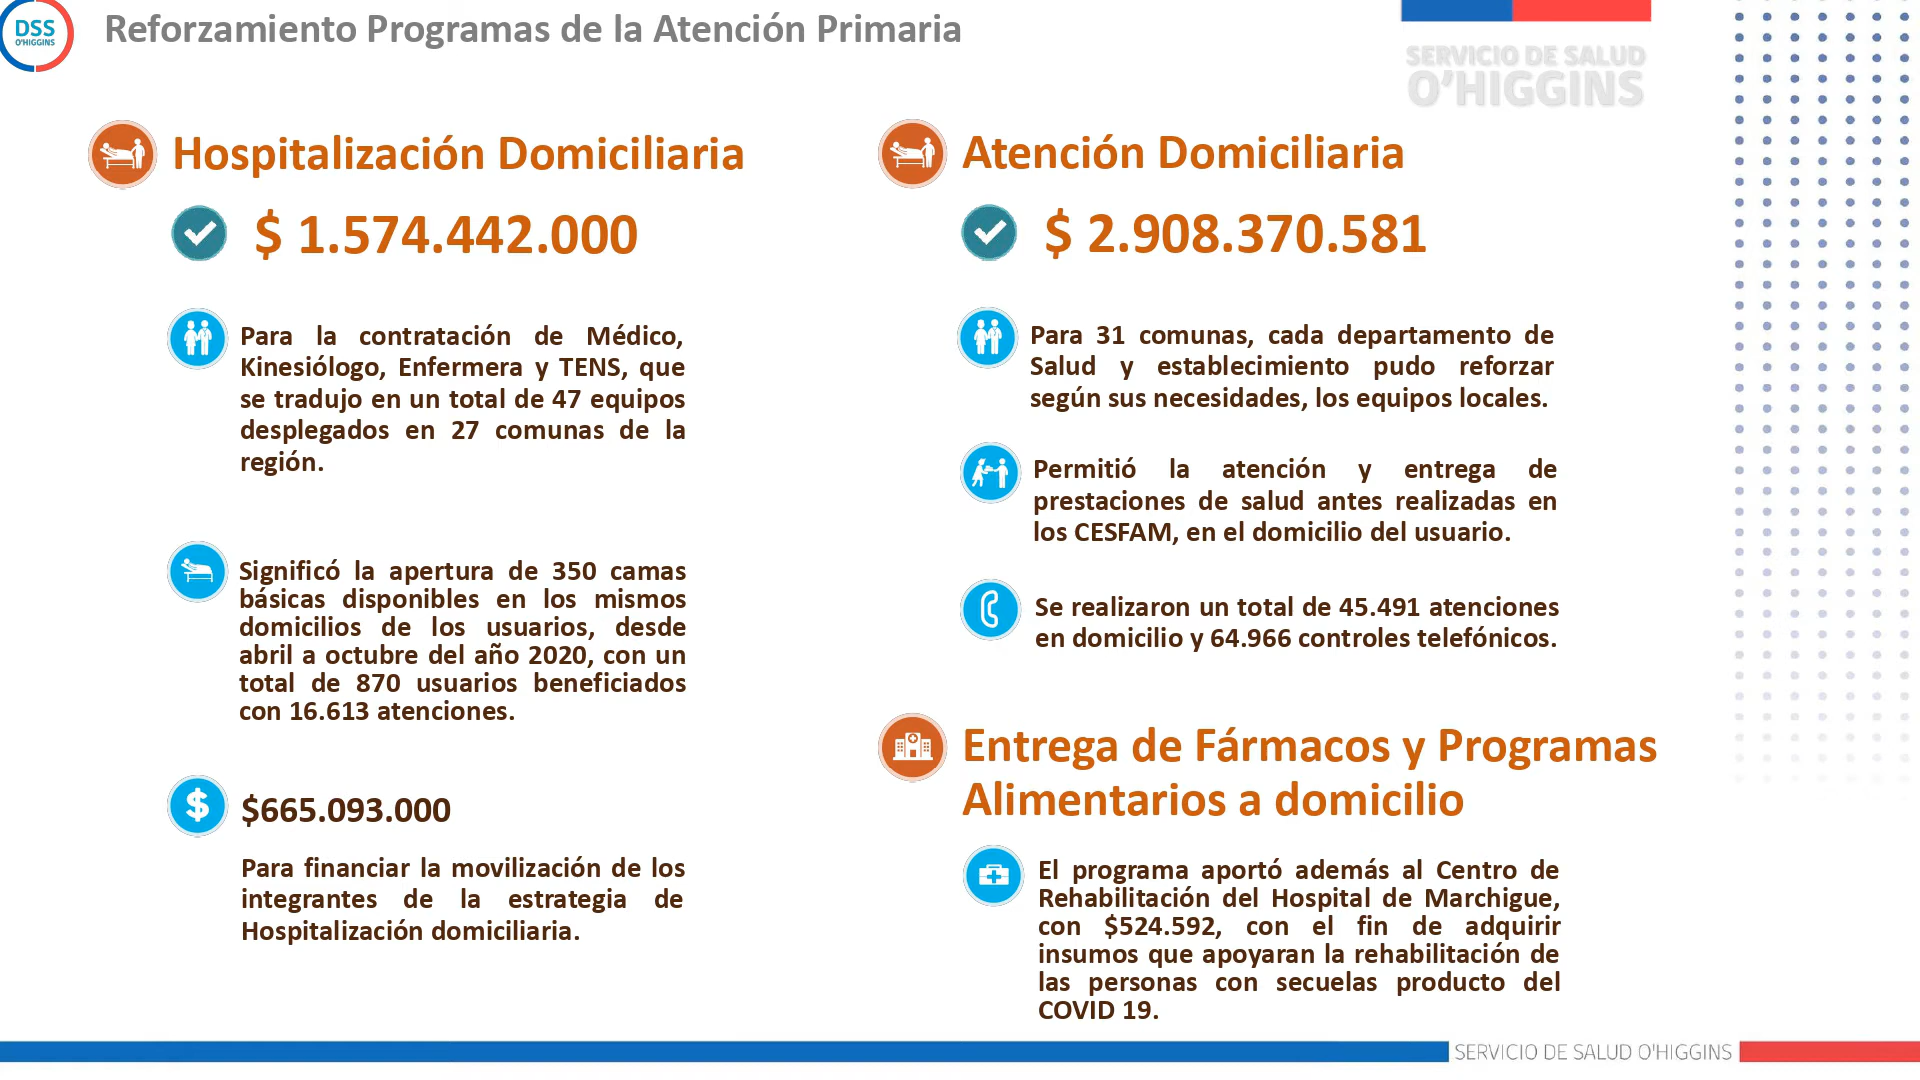 DSS
O'HIGGINS
Reforzamiento Programas de la Atención Primaria
SERVICIO DE SALUD
O'HIGGINS
Hospitalización Domiciliaria
$ 1.574.442.000
Para la contratación de Médico,
Kinesiólogo, Enfermera y TENS, que
se tradujo en un total de 47 equipos
desplegados en 27 comunas de la
región.
Significó la apertura de 350 camas
básicas disponibles en los mismos
domicilios de los usuarios, desde
abril a octubre del año 2020, con un
total de 870 usuarios beneficiados
con 16.613 atenciones.
$665.093.000
Para financiar la movilización de los
integrantes de la estrategia de
Hospitalización domiciliaria.
Atención Domiciliaria
$ 2.908.370.581
Para 31 comunas, cada departamento de
Salud y establecimiento pudo reforzar
según sus necesidades, los equipos locales.
Permitió la atención y entrega de
prestaciones de salud antes realizadas en
los CESFAM, en el domicilio del usuario.
Se realizaron un total de 45.491 atenciones
en domicilio y 64.966 controles telefónicos.
Entrega de Fármacos y Programas
Alimentarios a domicilio
El programa aportó además al Centro de
Rehabilitación del Hospital de Marchigue,
con $524.592, con el fin de adquirir
insumos que apoyaran la rehabilitación de
las personas con secuelas producto del
COVID 19.
SERVICIO DE SALUD O'HIGGINS